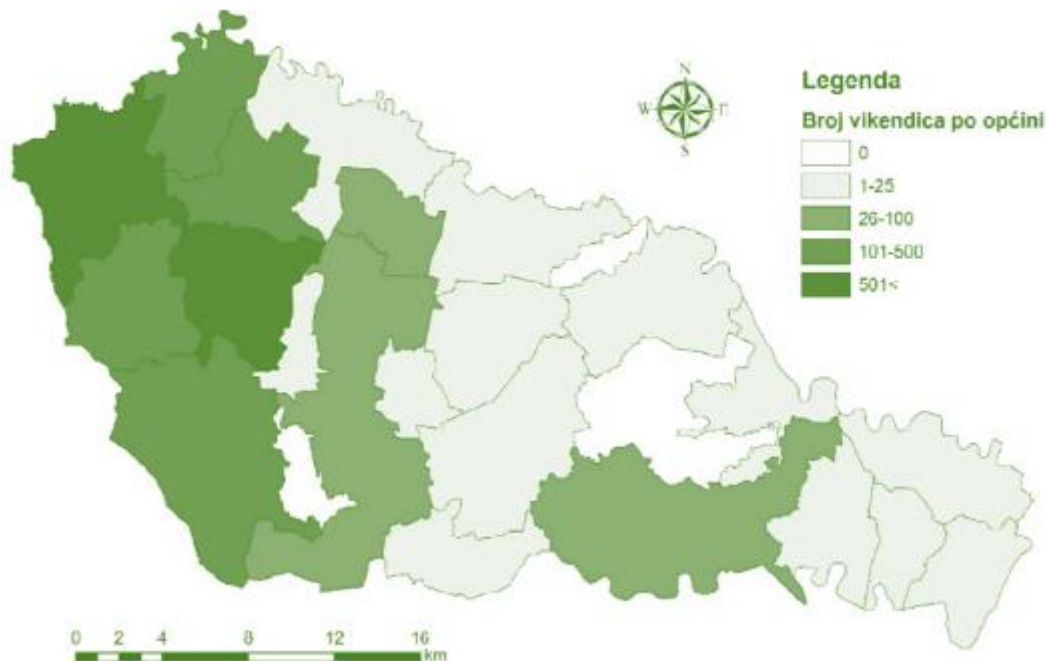 N
W E
S
Legenda
Broj vikendica po općini
0
1-25
26-100
101-500
501<
0 2 4 8 12 16
km